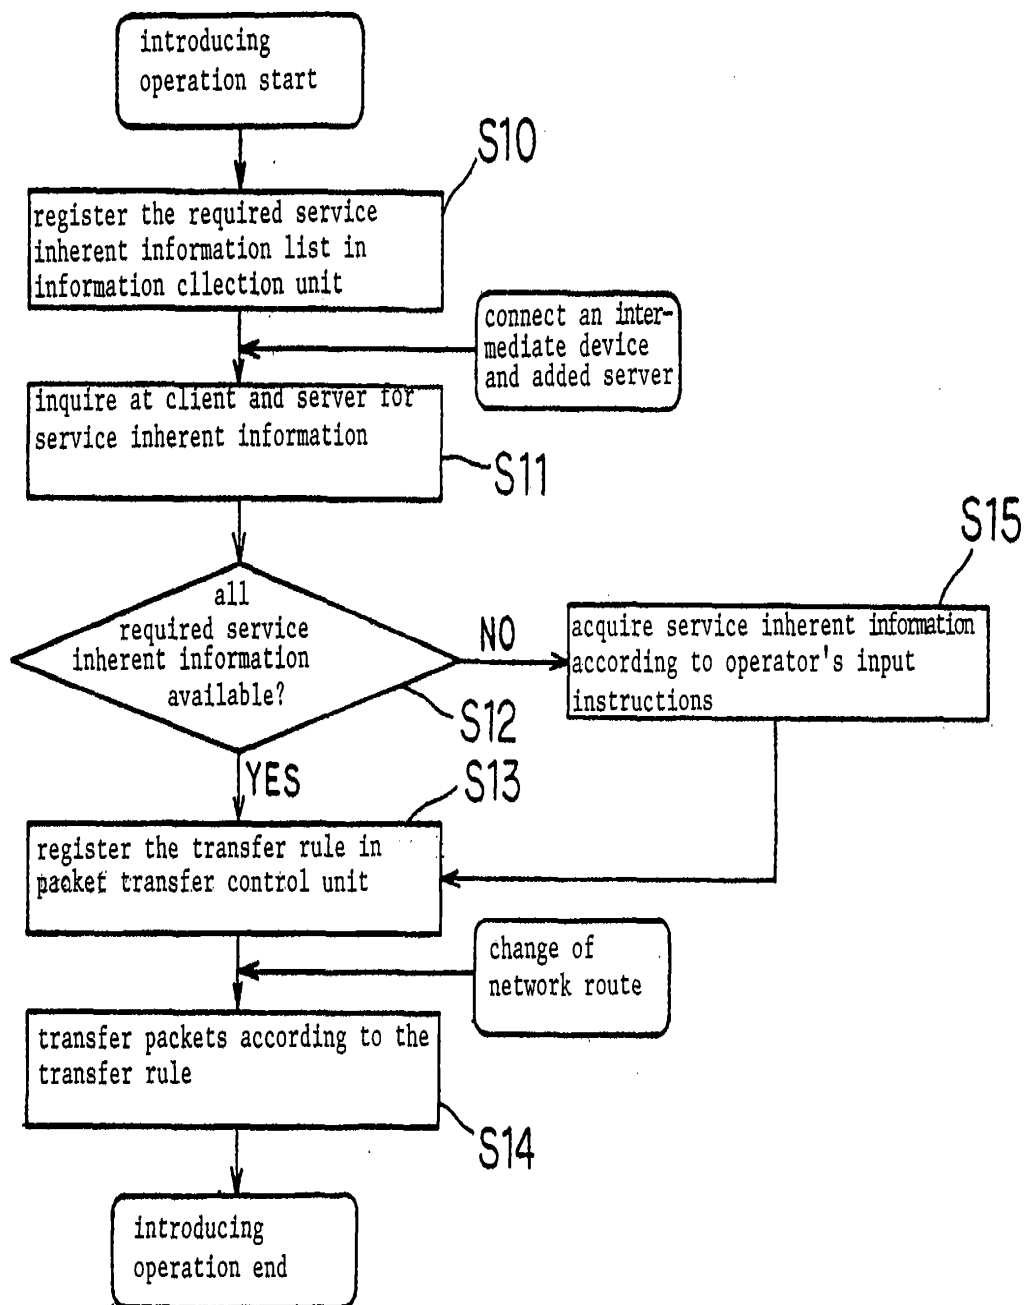 introducing
operation start
S10
register the required service
inherent information list in
information cllection unit
connect an inter-
mediate device
and added server
inquire at client and server for
service inherent information
S11
S15
all
required service
inherent information
available?
NO
acquire service inherent information
according to operator's input
instructions
S12
YES
S13
register the transfer rule in
packet transfer control unit
change of
network route
transfer packets according to the
transfer rule
S14
introducing
operation end